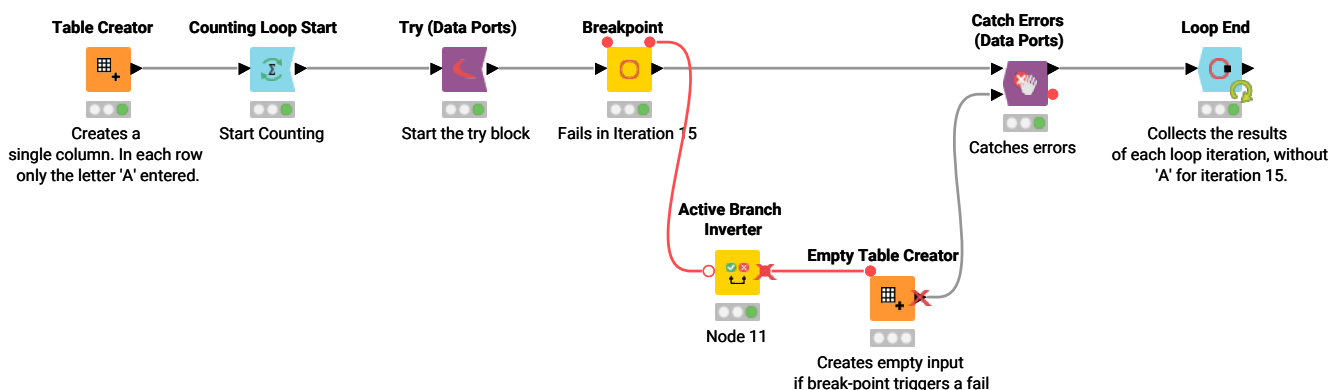 Table Creator
Creates a
single column. In each row
only the letter 'A' entered.
Counting Loop Start
Σ
Start Counting
Try (Data Ports)
Start the try block
Breakpoint
Fails in Iteration 15
Catch Errors
(Data Ports)
Catches errors
Loop End
Collects the results
of each loop iteration, without
'A' for iteration 15.
Active Branch
Inverter
Node 11
Empty Table Creator
Creates empty input
if break-point triggers a fail